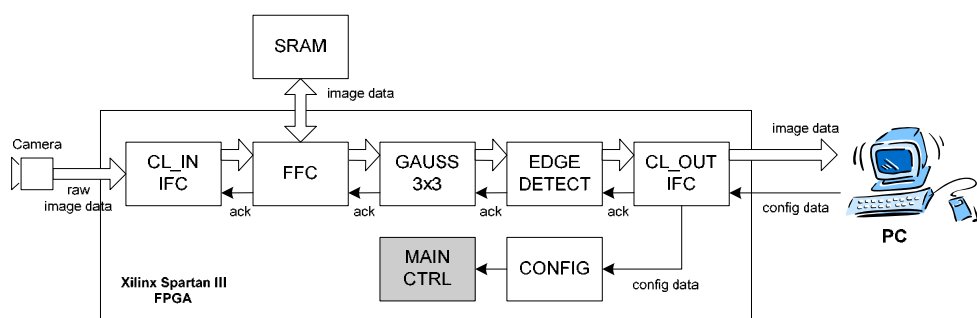 SRAM
image data
Camera
raw
image data
CL_IN
IFC
FFC
GAUSS
3x3
EDGE
DETECT
CL_OUT
IFC
image data
ack
ack
ack
ack
config data
PC
MAIN
CTRL
CONFIG
config data
Xilinx Spartan III
FPGA